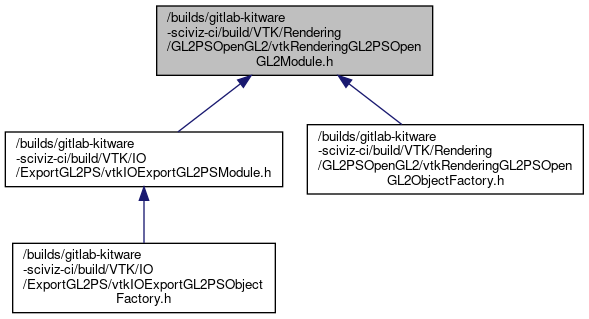 /builds/gitlab-kitware
-sciviz-ci/build/VTK/Rendering
/GL2PSOpenGL2/vtkRenderingGL2PSOpen
GL2Module.h
/builds/gitlab-kitware
-sciviz-ci/build/VTK/IO
/ExportGL2PS/vtkIOExportGL2PSModule.h
/builds/gitlab-kitware
-sciviz-ci/build/VTK/Rendering
/GL2PSOpenGL2/vtkRenderingGL2PSOpen
GL2ObjectFactory.h
/builds/gitlab-kitware
-sciviz-ci/build/VTK/IO
/ExportGL2PS/vtkIOExportGL2PSObject
Factory.h